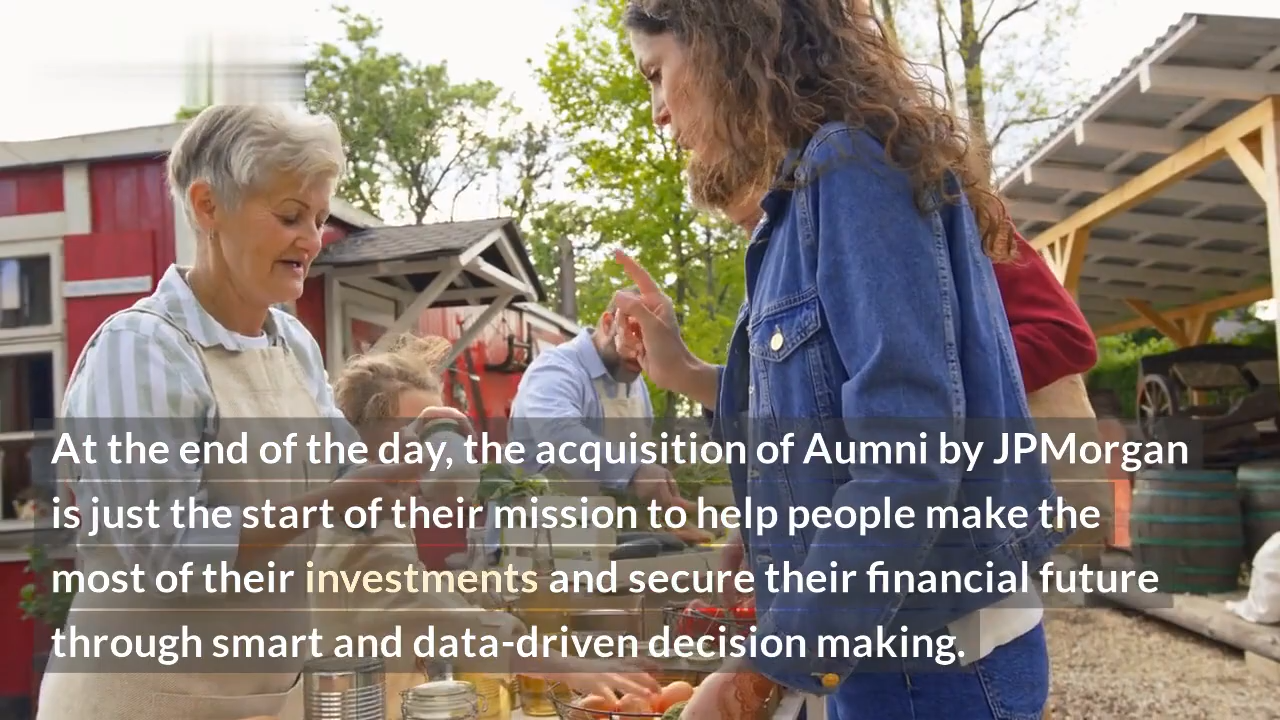 At the end of the day, the acquisition of Aumni by JPMorgan
is just the start of their mission to help people make the
most of their investments and secure their financial future
through smart and data-driven decision making.